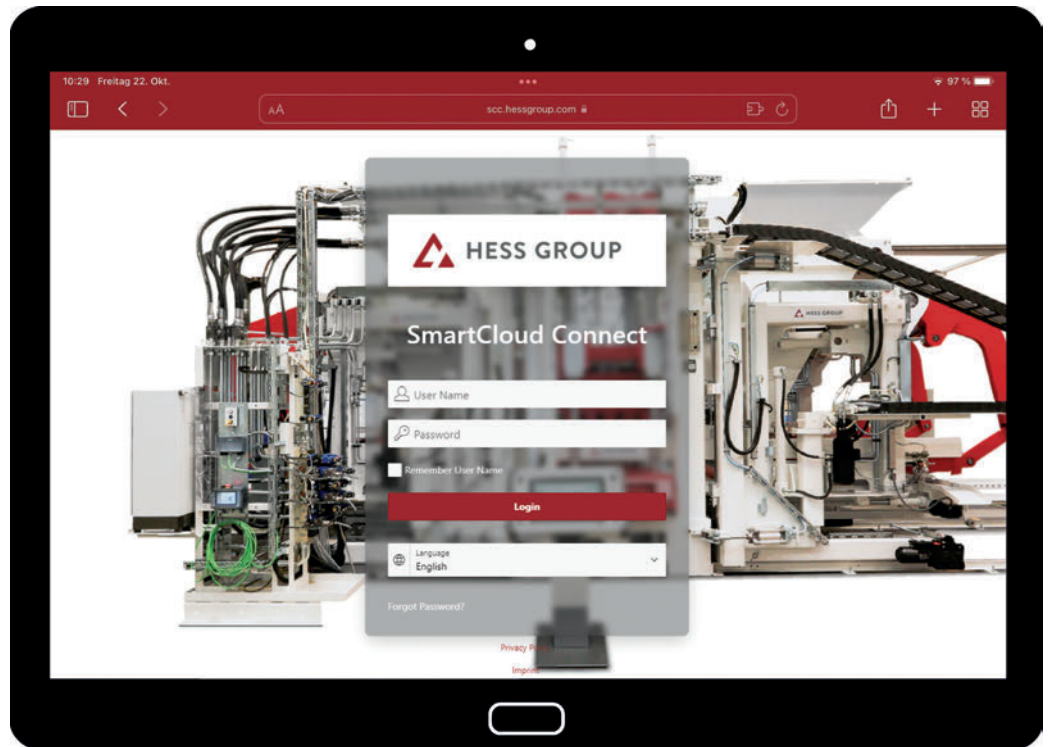 10:29 Freitag 22. Okt.
97 %
AA
scc.hessgroup.com
HESS GROUP
HESS GROUP
SmartCloud Connect
User Name
Password
Remember User Name
Login
Language
English
Forgot Password?
Privacy
Imprint